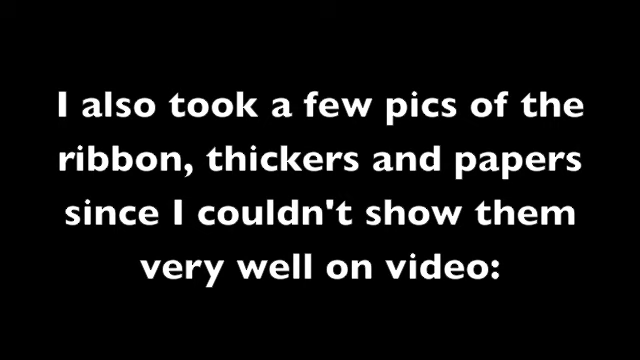 I also took a few pics of the
ribbon, thickers and papers
since I couldn't show them
very well on video: